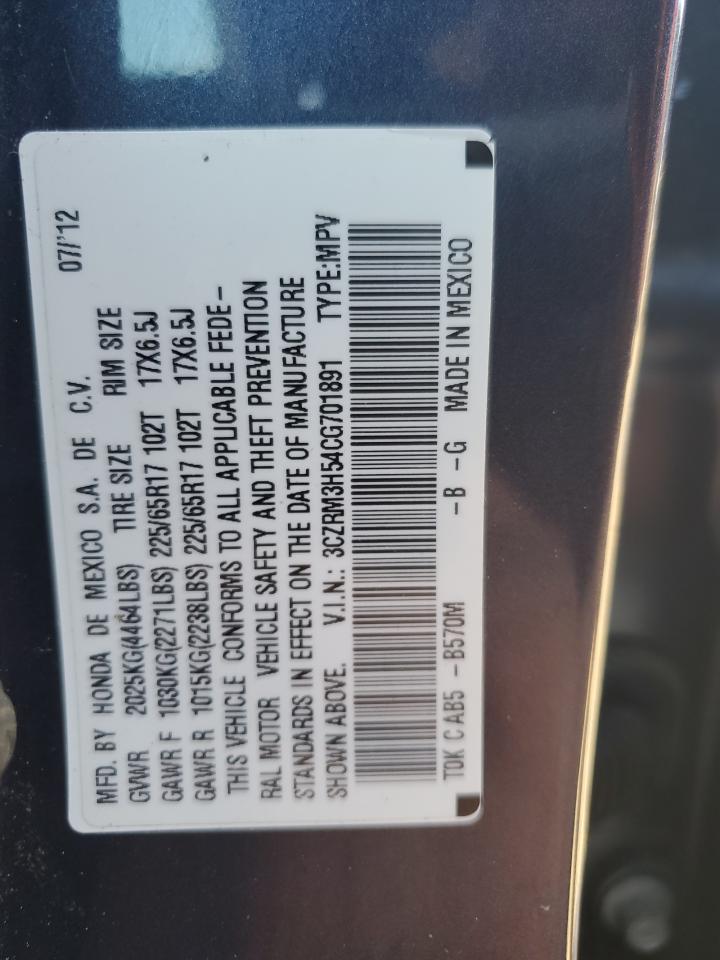 MFD. BY HONDA DE MEXICO S.A. DE C.V. 07/'12
GVWR 2025KG(4464LBS) TIRE SIZE RIM SIZE
GAWR F 1030KG(2271LBS) 225/65R17 102T 17X6.5J
GAWR R 1015KG(2238LBS) 225/65R17 102T 17X6.5J
THIS VEHICLE CONFORMS TO ALL APPLICABLE FEDE-
RAL MOTOR VEHICLE SAFETY AND THEFT PREVENTION
STANDARDS IN EFFECT ON THE DATE OF MANUFACTURE
SHOWN ABOVE. V.I.N.: 3CZRM3H54CG701891 TYPE:MPV
TDK C AB5 -B570M -B -G MADE IN MEXICO